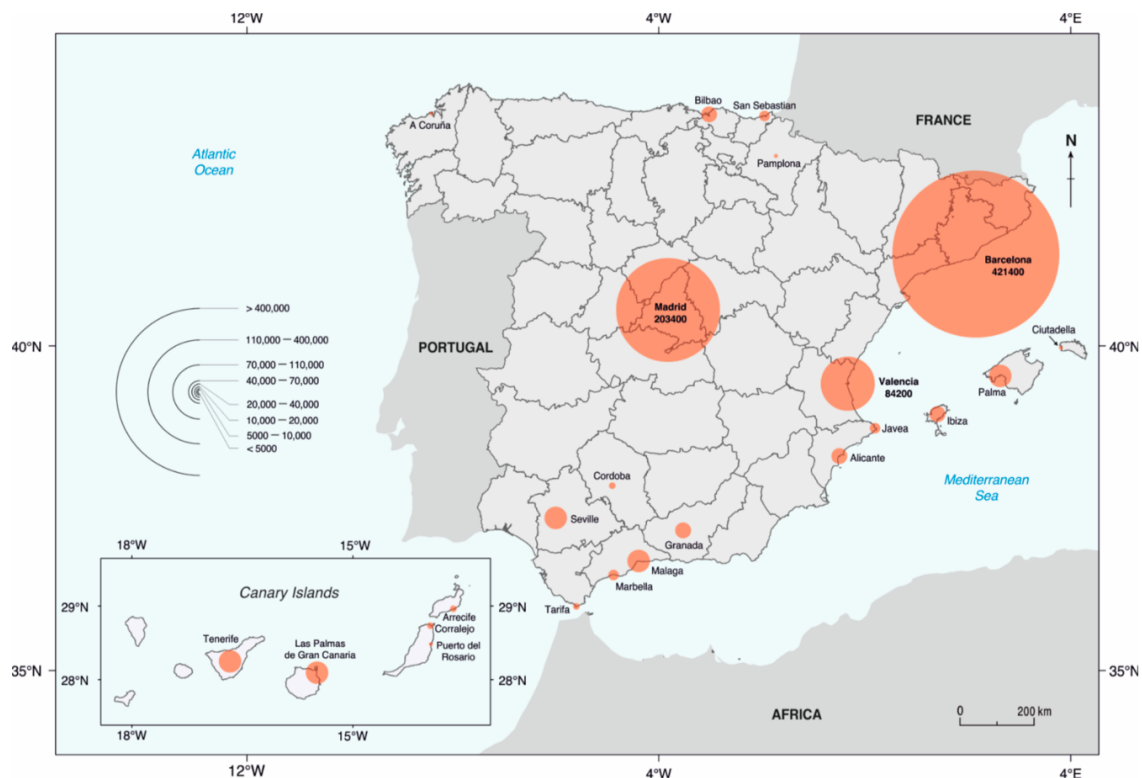 12°W
4°W
4°E
Bilbao
San Sebastian
A Coruña
FRANCE
N
Atlantic
Ocean
Pamplona
Barcelona
421400
Madrid
203400
> 400,000
110,000 — 400,000
70,000 — 110,000
40,000 — 70,000
20,000 — 40,000
10,000 — 20,000
5000 — 10,000
< 5000
Ciutadella
40°N
PORTUGAL
40°N
Valencia
84200
Palma
Ibiza
Javea
Alicante
Cordoba
Mediterranean
Sea
Seville
Granada
Malaga
Marbella
Tarifa
18°W
15°W
Canary Islands
29°N
29°N
Arrecife
Corralejo
Tenerife
Las Palmas
de Gran Canaria
Puerto del
Rosario
35°N
35°N
28°N
28°N
AFRICA
0
200 km
18°W
15°W
12°W
4°W
4°E